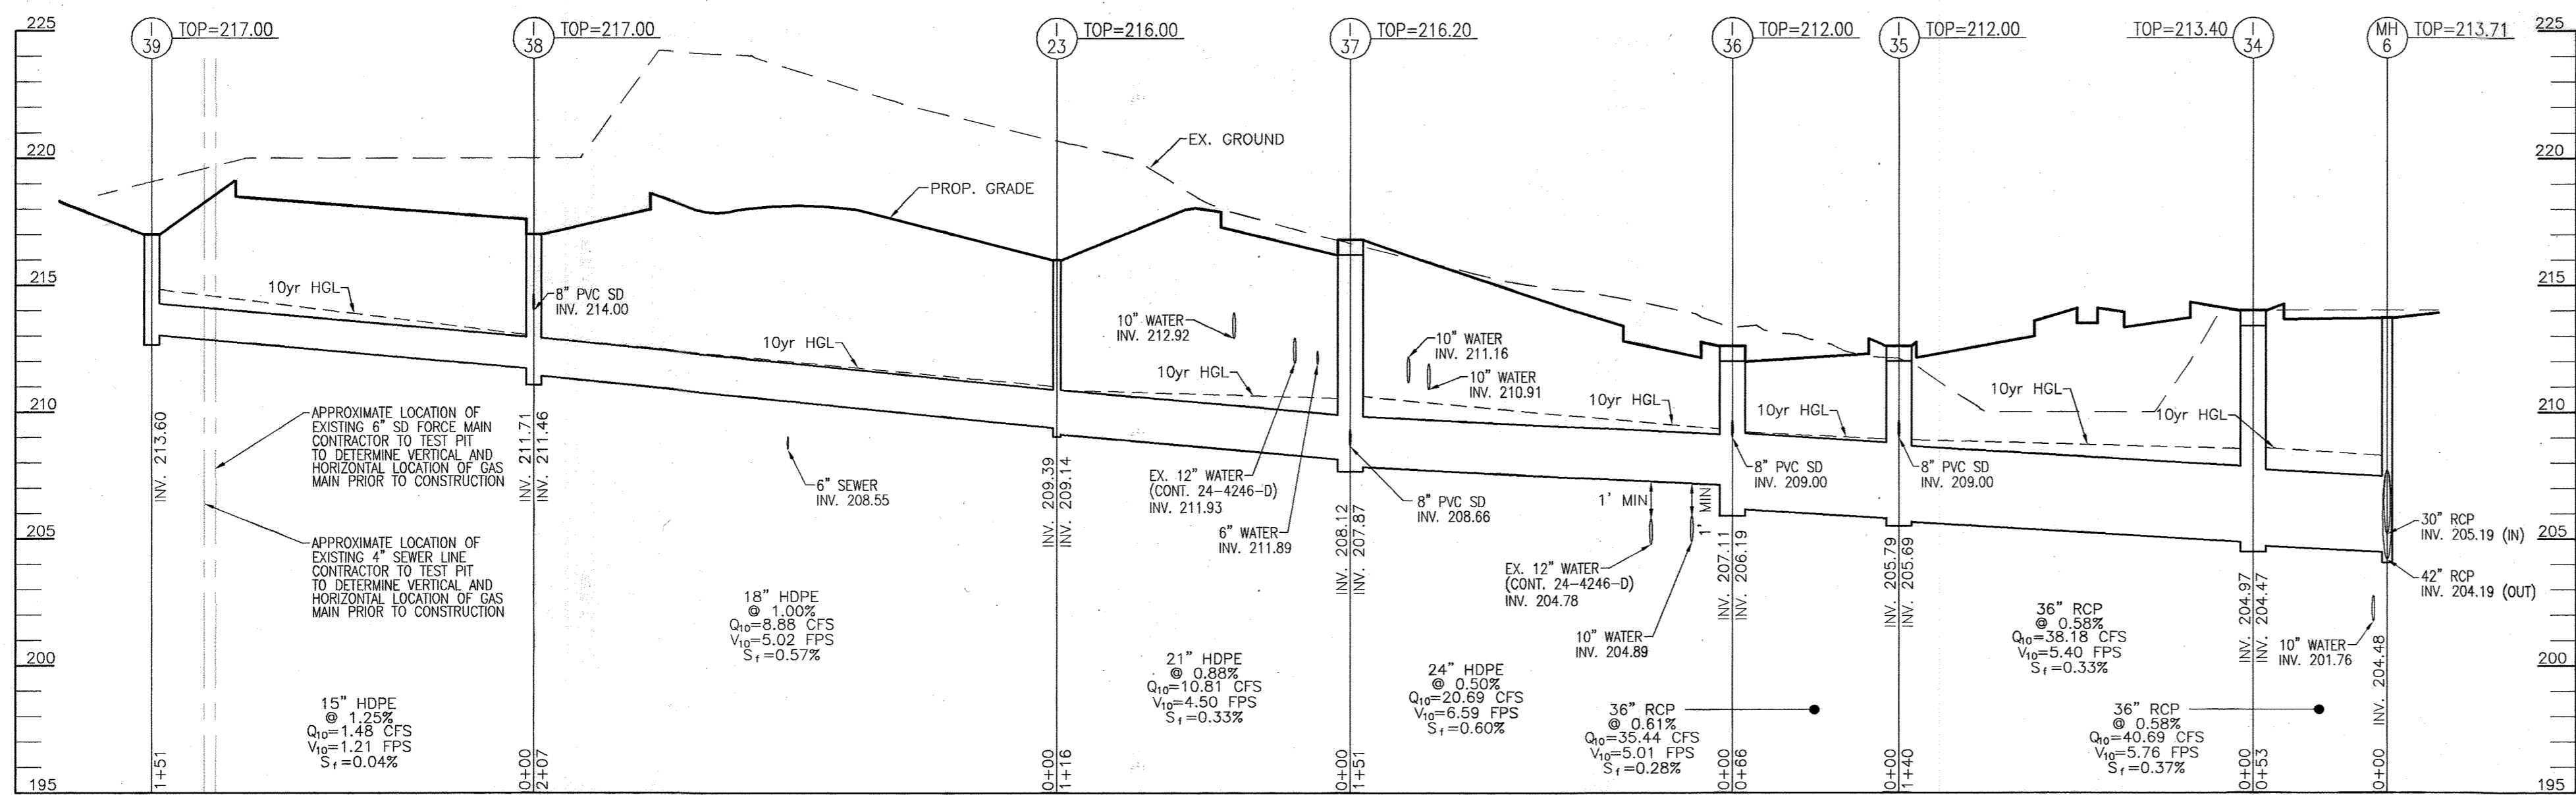 225
220
215
210
205
200
195
I
39
TOP=217.00
I
38
TOP=217.00
I
23
TOP=216.00
I
37
TOP=216.20
I
36
TOP=212.00
I
35
TOP=212.00
TOP=213.40
I
34
MH
6
TOP=213.71
225
220
215
210
205
200
195
EX. GROUND
PROP. GRADE
10yr HGL
8" PVC SD
INV. 214.00
10yr HGL
10" WATER
INV. 212.92
10yr HGL
10" WATER
INV. 211.16
10" WATER
INV. 210.91
10yr HGL
10yr HGL
10yr HGL
10yr HGL
APPROXIMATE LOCATION OF
EXISTING 6" SD FORCE MAIN
CONTRACTOR TO TEST PIT
TO DETERMINE VERTICAL AND
HORIZONTAL LOCATION OF GAS
MAIN PRIOR TO CONSTRUCTION
APPROXIMATE LOCATION OF
EXISTING 4" SEWER LINE
CONTRACTOR TO TEST PIT
TO DETERMINE VERTICAL AND
HORIZONTAL LOCATION OF GAS
MAIN PRIOR TO CONSTRUCTION
6" SEWER
INV. 208.55
EX. 12" WATER
(CONT. 24-4246-D)
INV. 211.93
6" WATER
INV. 211.89
8" PVC SD
INV. 208.66
1' MIN
1' MIN
EX. 12" WATER
(CONT. 24-4246-D)
INV. 204.78
10" WATER
INV. 204.89
8" PVC SD
INV. 209.00
8" PVC SD
INV. 209.00
30" RCP
INV. 205.19 (IN)
42" RCP
INV. 204.19 (OUT)
10" WATER
INV. 201.76
INV. 213.60
INV. 211.71
INV. 211.46
INV. 209.39
INV. 209.14
INV. 208.12
INV. 207.87
INV. 207.11
INV. 206.19
INV. 205.79
INV. 205.69
INV. 204.97
INV. 204.47
INV. 204.48
15" HDPE
@ 1.25%
Q10=1.48 CFS
V10=1.21 FPS
Sf=0.04%
18" HDPE
@ 1.00%
Q10=8.88 CFS
V10=5.02 FPS
Sf=0.57%
21" HDPE
@ 0.88%
Q10=10.81 CFS
V10=4.50 FPS
Sf=0.33%
24" HDPE
@ 0.50%
Q10=20.69 CFS
V10=6.59 FPS
Sf=0.60%
36" RCP
@ 0.61%
Q10=35.44 CFS
V10=5.01 FPS
Sf=0.28%
36" RCP
@ 0.58%
Q10=38.18 CFS
V10=5.40 FPS
Sf=0.33%
36" RCP
@ 0.58%
Q10=40.69 CFS
V10=5.76 FPS
Sf=0.37%
1+51
0+00
2+07
0+00
1+16
0+00
1+51
0+00
0+66
0+00
1+40
0+00
0+53
0+00